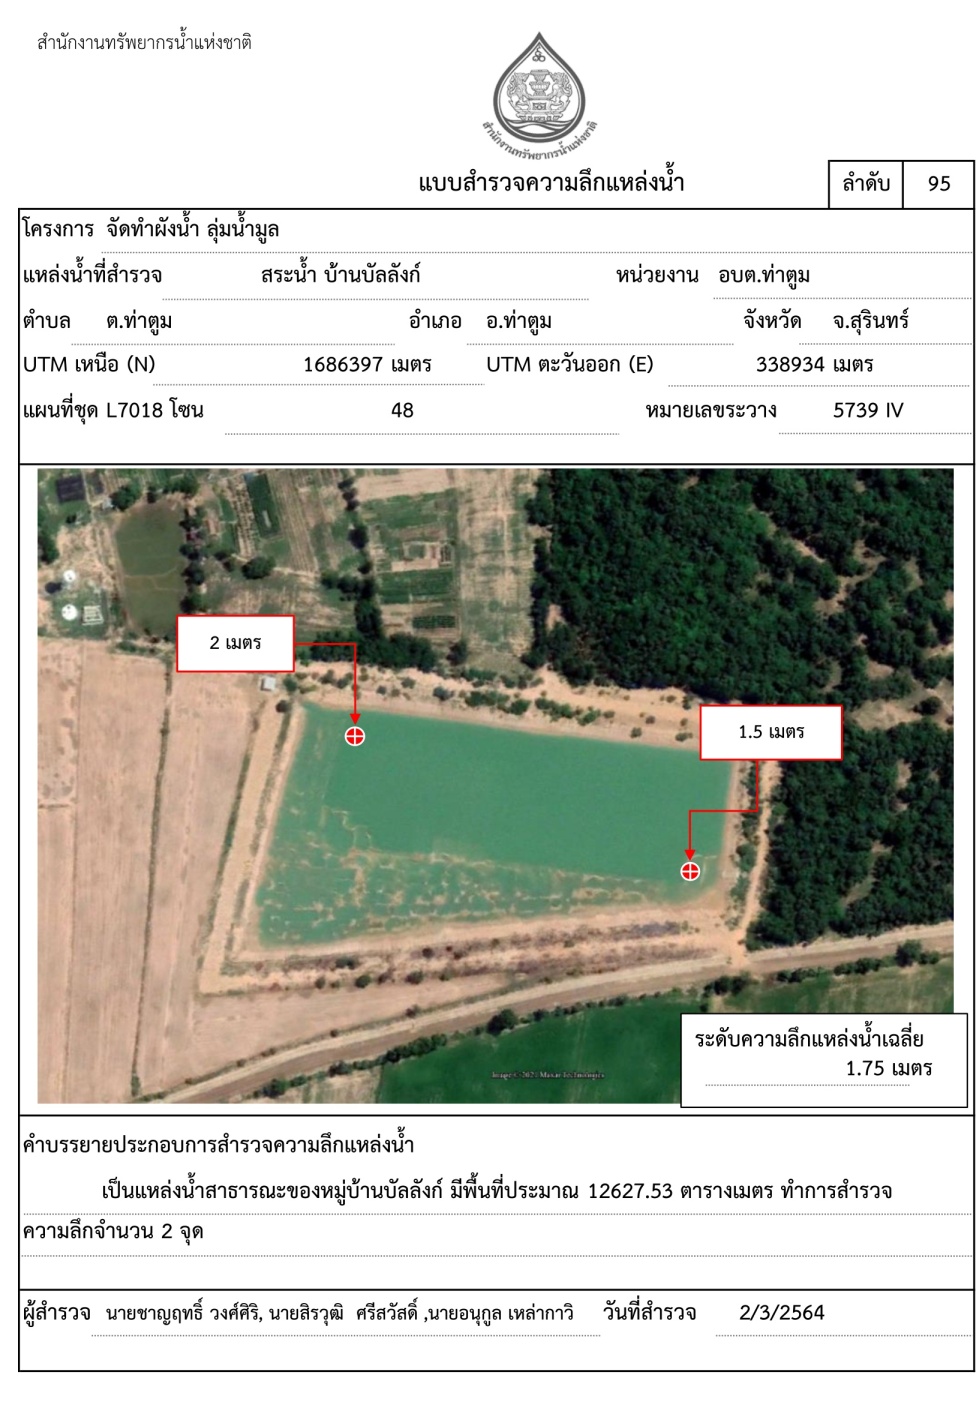 สำนักงานทรัพยากรน้ำแห่งชาติ
สำนักงานทรัพยากรน้ำแห่งชาติ
แบบสำรวจความลึกแหล่งน้ำ ลำดับ 95
โครงการ จัดทำผังน้ำ ลุ่มน้ำมูล
แหล่งน้ำที่สำรวจ สระน้ำ บ้านบัลลังก์ หน่วยงาน อบต.ท่าตูม
ตำบล ต.ท่าตูม อำเภอ อ.ท่าตูม จังหวัด จ.สุรินทร์
UTM เหนือ (N) 1686397 เมตร UTM ตะวันออก (E) 338934 เมตร
แผนที่ชุด L7018 โซน 48 หมายเลขระวาง 5739 IV
2 เมตร
1.5 เมตร
ระดับความลึกแหล่งน้ำเฉลี่ย
1.75 เมตร
Image © 2021 Maxar Technologies
คำบรรยายประกอบการสำรวจความลึกแหล่งน้ำ
เป็นแหล่งน้ำสาธารณะของหมู่บ้านบัลลังก์ มีพื้นที่ประมาณ 12627.53 ตารางเมตร ทำการสำรวจ
ความลึกจำนวน 2 จุด
ผู้สำรวจ นายชาญฤทธิ์ วงศ์ศิริ, นายสิรวุฒิ ศรีสวัสดิ์ ,นายอนุกูล เหล่ากาวี วันที่สำรวจ 2/3/2564